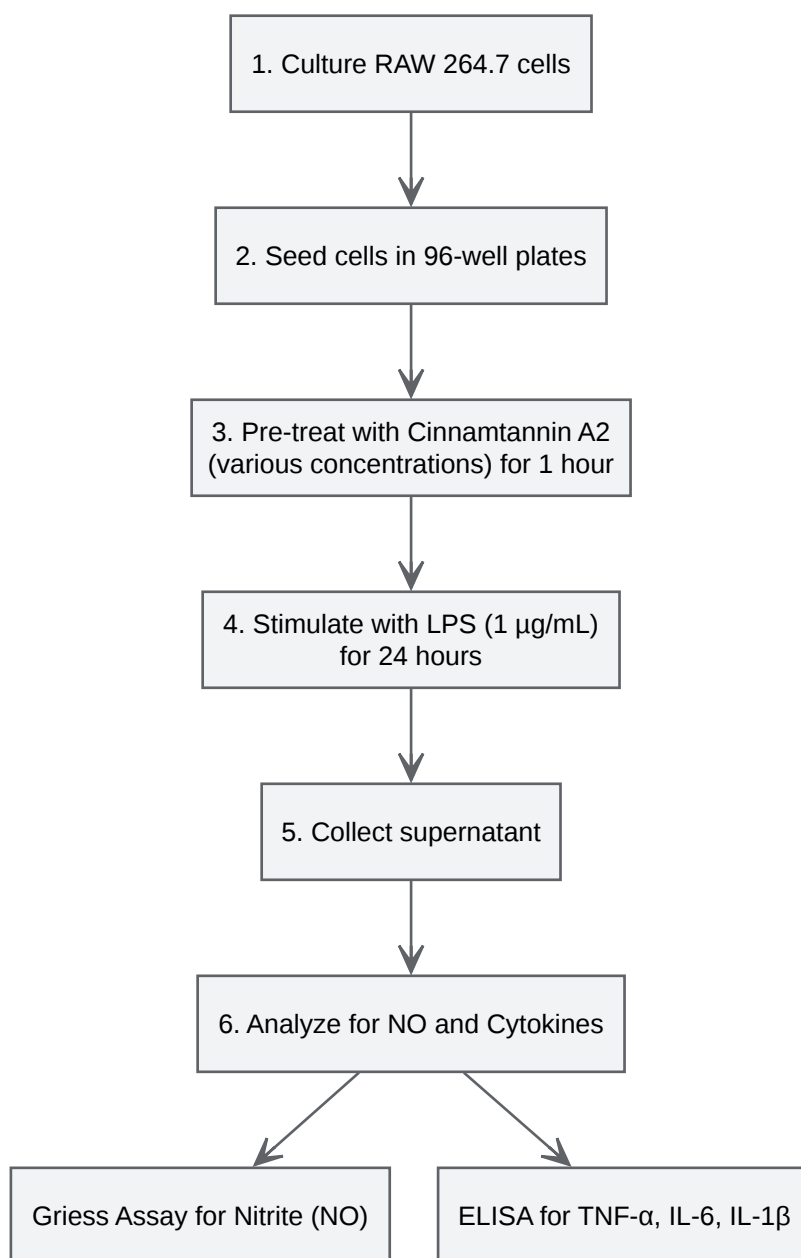 1. Culture RAW 264.7 cells
2. Seed cells in 96-well plates
3. Pre-treat with Cinnamtannin A2
(various concentrations) for 1 hour
4. Stimulate with LPS (1 µg/mL)
for 24 hours
5. Collect supernatant
6. Analyze for NO and Cytokines
Griess Assay for Nitrite (NO)
ELISA for TNF-α, IL-6, IL-1β